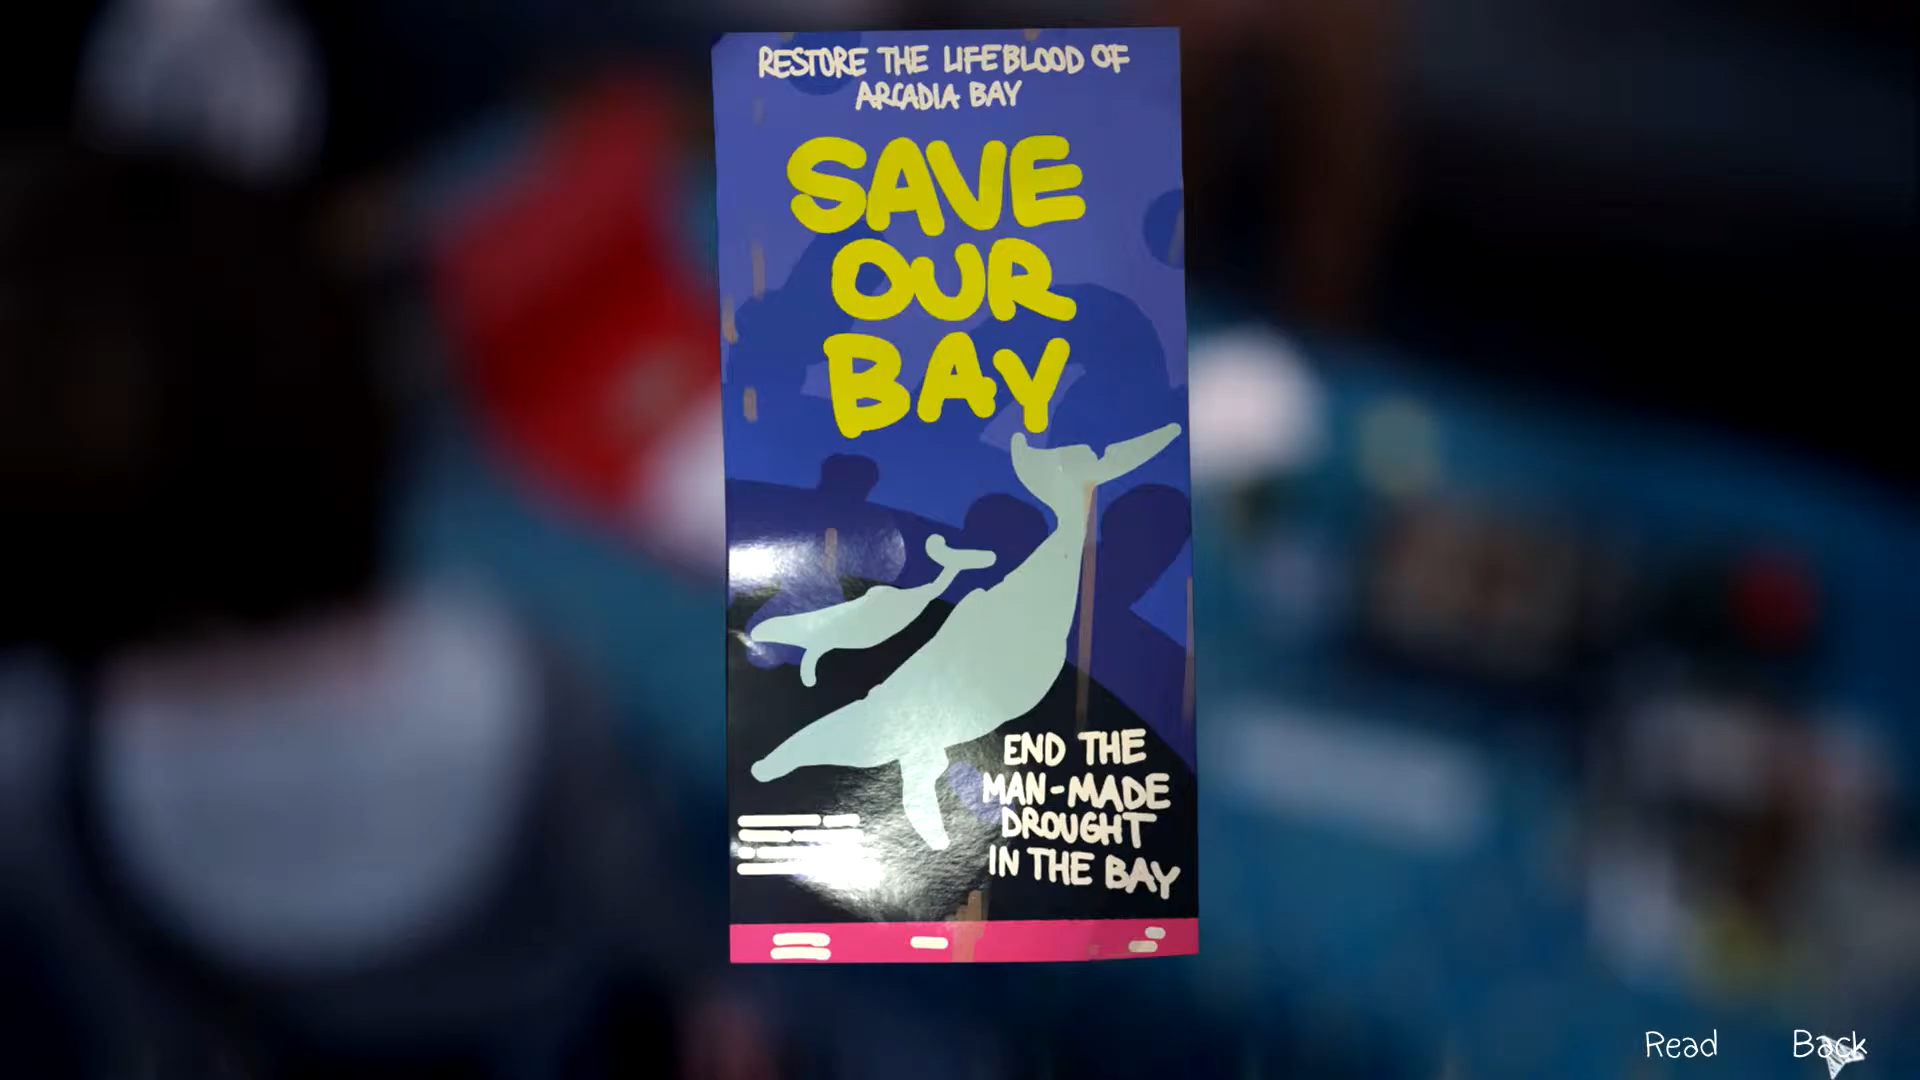 RESTORE THE LIFEBLOOD OF
ARCADIA BAY
SAVE
OUR
BAY
END THE
MAN-MADE
DROUGHT
IN THE BAY
Read Back